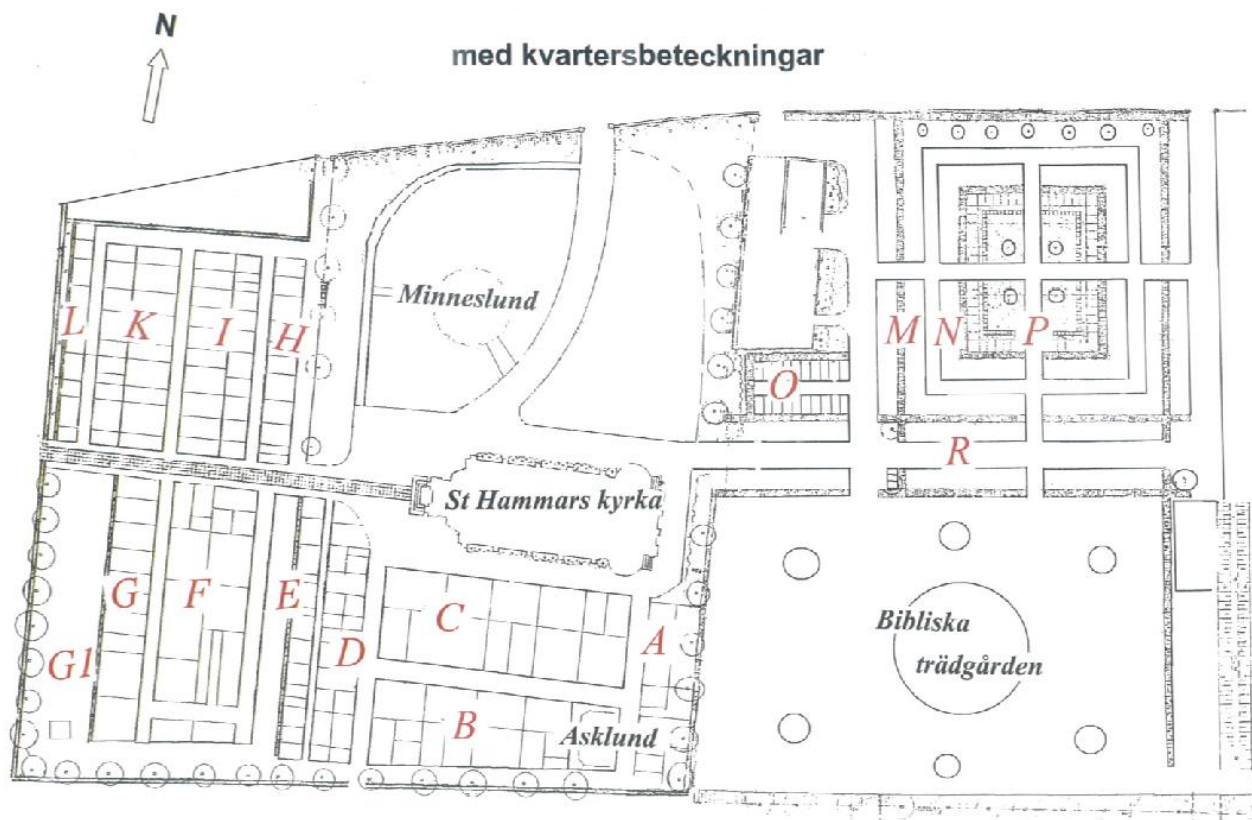 N
med kvartersbeteckningar
Minneslund
L
K
I
H
M
N
P
O
R
St Hammars kyrka
G
F
E
C
D
A
G1
B
Asklund
Bibliska
trädgården